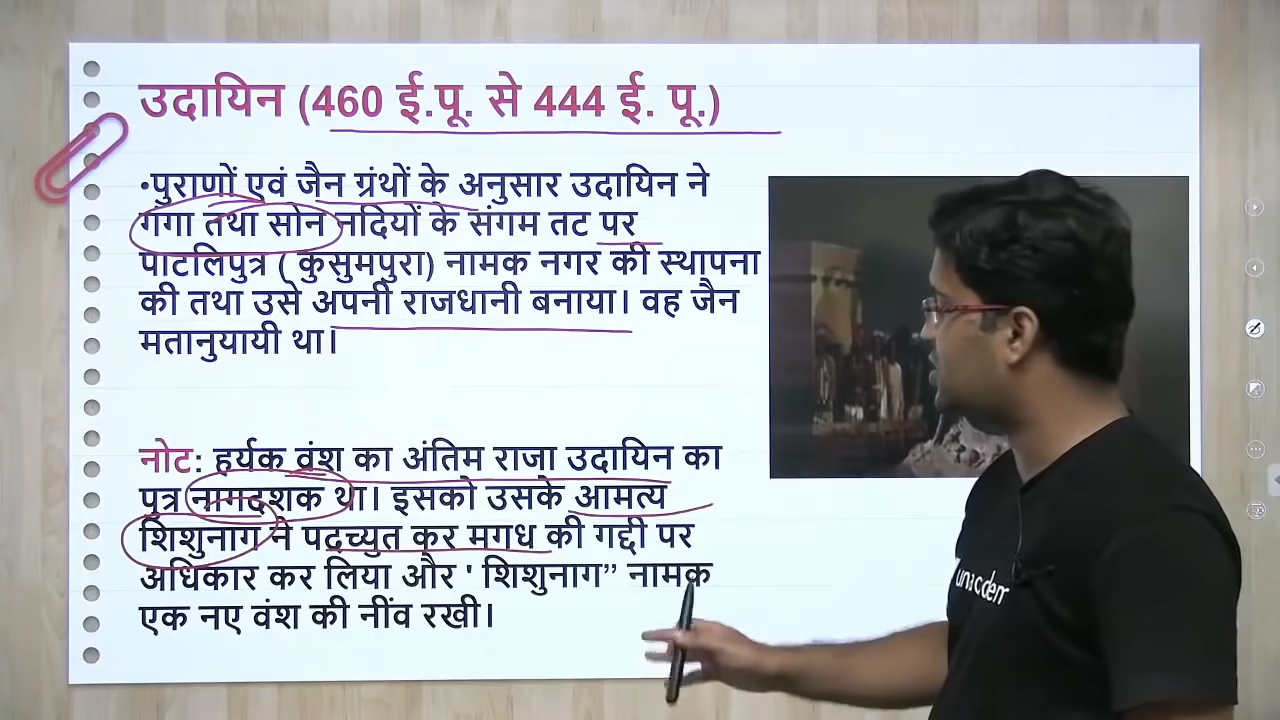 उदायिन (460 ई.पू. से 444 ई. पू.)
•पुराणों एवं जैन ग्रंथों के अनुसार उदायिन ने
गंगा तथा सोन नदियों के संगम तट पर
पाटलिपुत्र ( कुसुमपुरा) नामक नगर की स्थापना
की तथा उसे अपनी राजधानी बनाया। वह जैन
मतानुयायी था।
नोट: हर्यक वंश का अंतिम राजा उदायिन का
पुत्र नागदशक था। इसको उसके आमत्य
शिशुनाग ने पदच्युत कर मगध की गद्दी पर
अधिकार कर लिया और ' शिशुनाग” नामक
एक नए वंश की नींव रखी।
unacdem